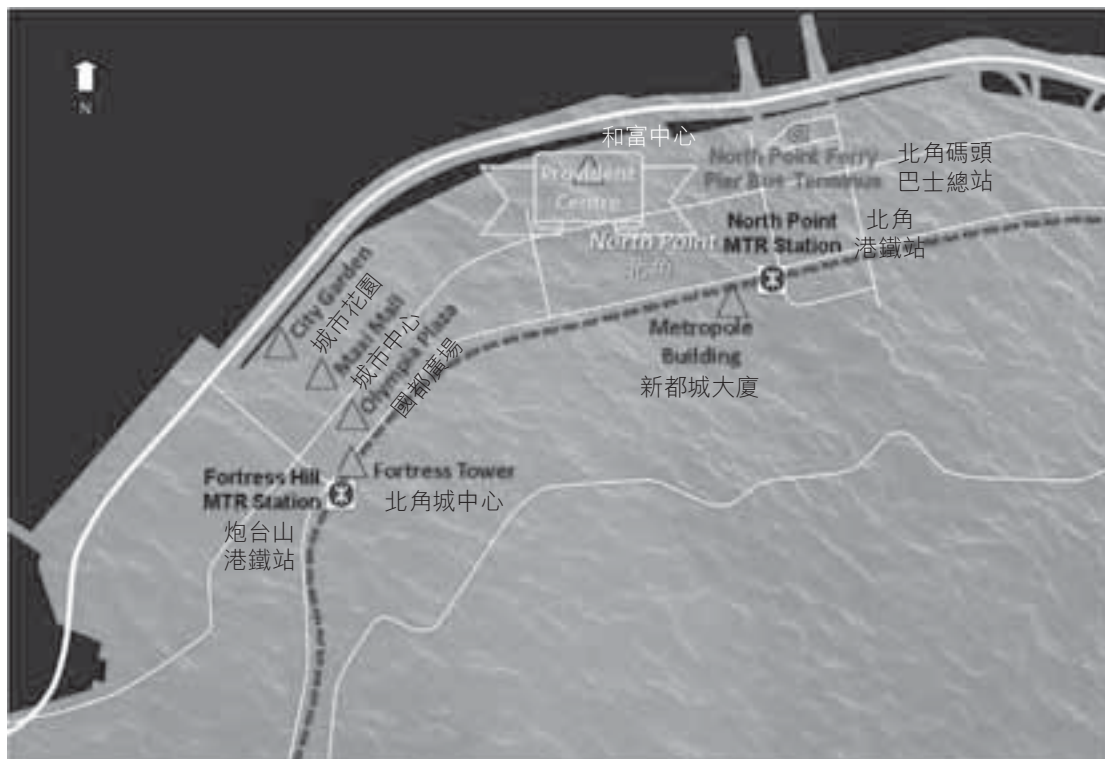 N
和富中心
Provident
Centre
North Point Ferry
Pier Bus Terminus
北角碼頭
巴士總站
North Point
MTR Station
北角
港鐵站
North Point
北角
City Garden
城市花園
Maxi Mall
城市中心
Olympia Plaza
國都廣場
Metropole
Building
新都城大廈
Fortress Tower
北角城中心
Fortress Hill
MTR Station
炮台山
港鐵站